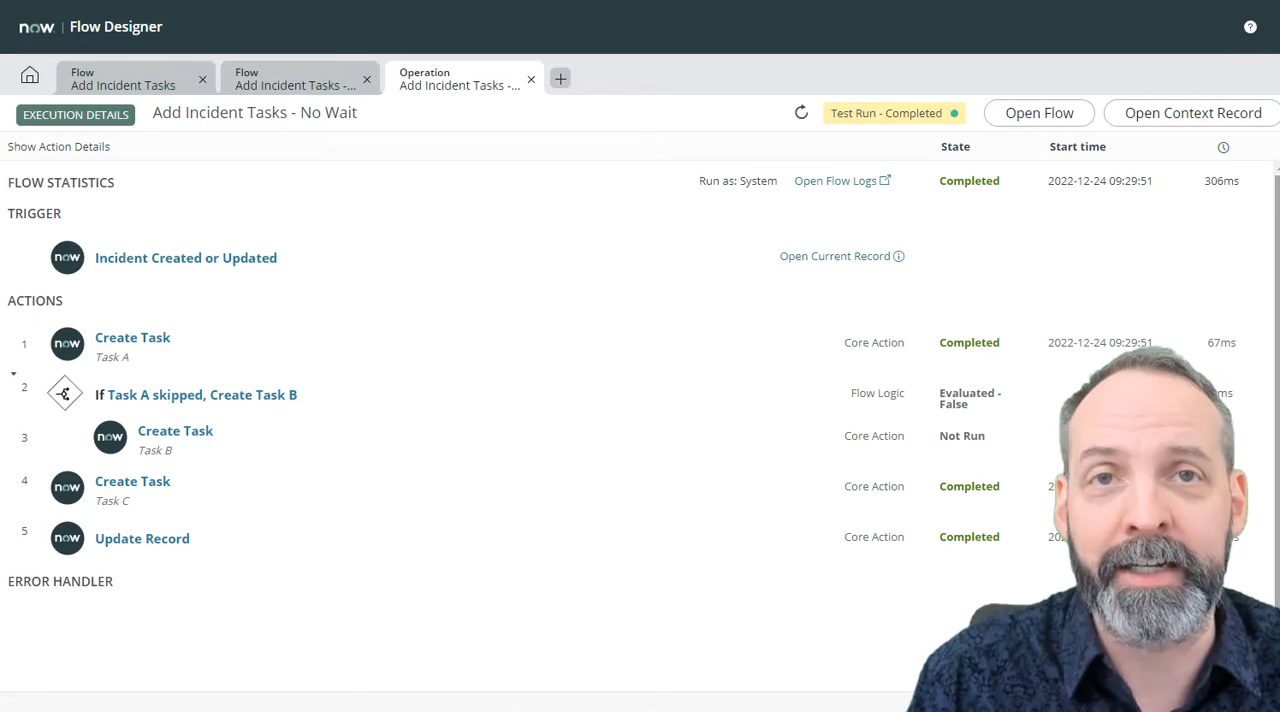 now. | Flow Designer
?
Flow
Add Incident Tasks
Flow
Add Incident Tasks -...
Operation
Add Incident Tasks -...
EXECUTION DETAILS
Add Incident Tasks - No Wait
Test Run - Completed
Open Flow
Open Context Record
Show Action Details
State
Start time
FLOW STATISTICS
Run as: System
Open Flow Logs
Completed
2022-12-24 09:29:51
306ms
TRIGGER
now
Incident Created or Updated
Open Current Record
ACTIONS
1
now
Create Task
Task A
Core Action
Completed
2022-12-24 09:29:51
67ms
2
If Task A skipped, Create Task B
Flow Logic
Evaluated -
False
3
now
Create Task
Task B
Core Action
Not Run
4
now
Create Task
Task C
Core Action
Completed
5
now
Update Record
Core Action
Completed
ERROR HANDLER